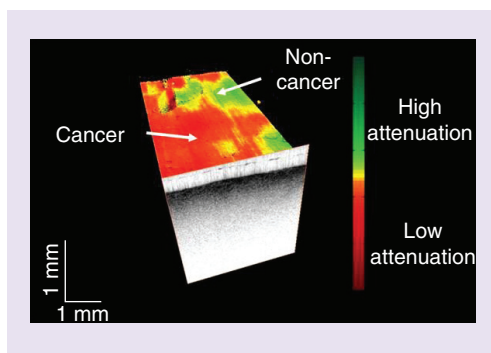 Non-
cancer
Cancer
High
attenuation
Low
attenuation
1 mm
1 mm